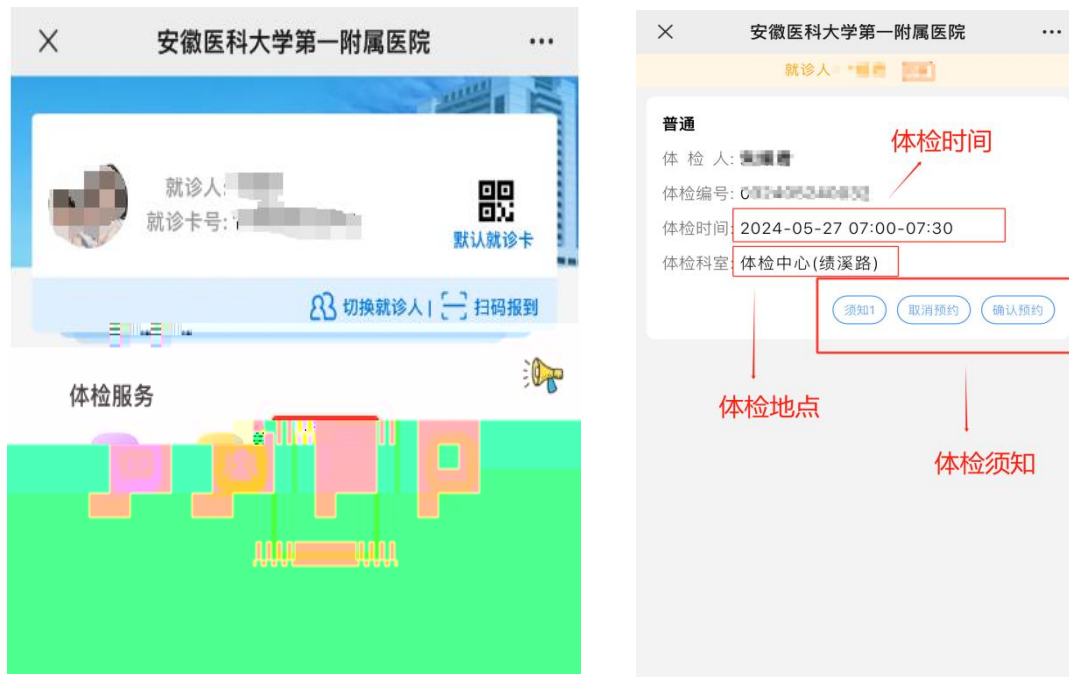 安徽医科大学第一附属医院
就诊人:
就诊卡号:
默认就诊卡
切换就诊人 | 扫码报到
体检服务
安徽医科大学第一附属医院
就诊人
普通
体检时间
体 检 人:
体检编号:
体检时间: 2024-05-27 07:00-07:30
体检科室: 体检中心(绩溪路)
须知1 取消预约 确认预约
体检地点
体检须知